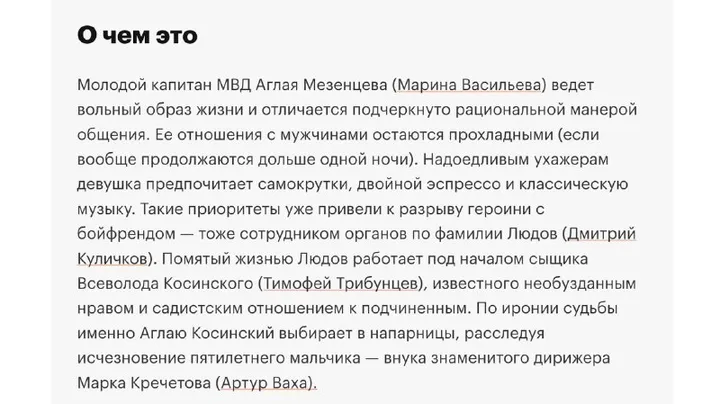 О чем это
Молодой капитан МВД Аглая Мезенцева (Марина Васильева) ведет
вольный образ жизни и отличается подчеркнуто рациональной манерой
общения. Ее отношения с мужчинами остаются прохладными (если
вообще продолжаются дольше одной ночи). Надоедливым ухажерам
девушка предпочитает самокрутки, двойной эспрессо и классическую
музыку. Такие приоритеты уже привели к разрыву героини с
бойфрендом — тоже сотрудником органов по фамилии Людов (Дмитрий
Куличков). Помятый жизнью Людов работает под началом сыщика
Всеволода Косинского (Тимофей Трибунцев), известного необузданным
нравом и садистским отношением к подчиненным. По иронии судьбы
именно Аглаю Косинский выбирает в напарницы, расследуя
исчезновение пятилетнего мальчика — внука знаменитого дирижера
Марка Кречетова (Артур Ваха).